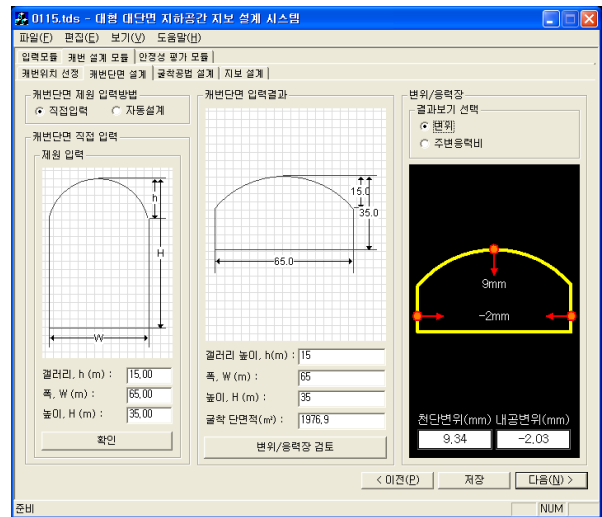 0115.tds - 대형 대단면 지하공간 지보 설계 시스템
파일(F) 편집(E) 보기(V) 도움말(H)
입력모듈 캐번 설계 모듈 안정성 평가 모듈
캐번위치 선정 캐번단면 설계 굴착공법 설계 지보 설계
캐번단면 제원 입력방법
직접입력 자동설계
캐번단면 직접 입력
제원 입력
h
H
W
갤러리, h (m) : 15,00
폭, W (m) : 65,00
높이, H (m) : 35,00
확인
캐번단면 입력결과
15.0
35.0
65.0
갤러리 높이, h(m) : 15
폭, W (m) : 65
높이, H (m) : 35
굴착 단면적(㎡) : 1976,9
변위/응력장 검토
변위/응력장
결과보기 선택
변위
주변응력비
9mm
-2mm
천단변위(mm) 내공변위(mm)
9,34 -2,03
< 이전(P) 저장 다음(N) >
준비 NUM